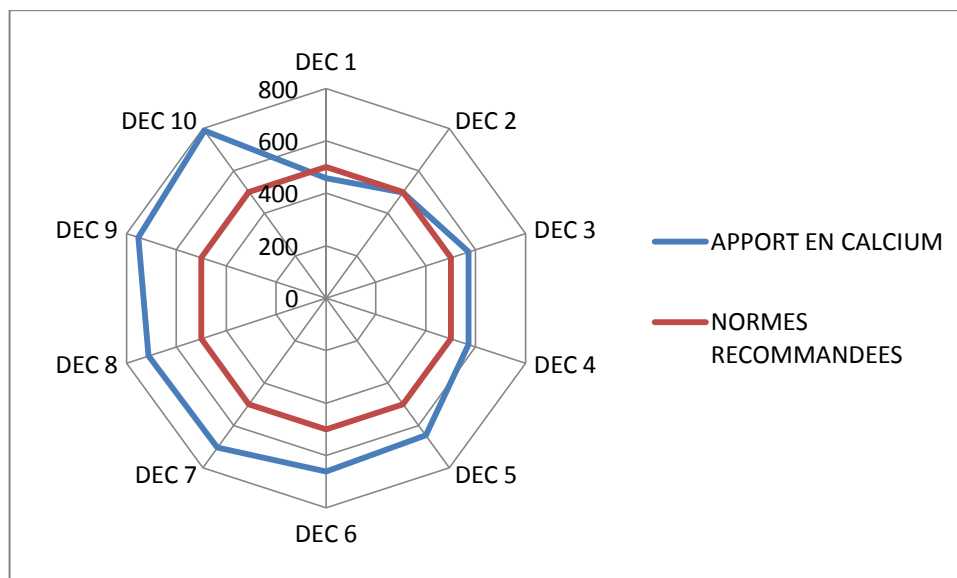 DEC 1
800
DEC 10
DEC 2
600
400
DEC 9
DEC 3
200
APPORT EN CALCIUM
0
NORMES
RECOMMANDEES
DEC 8
DEC 4
DEC 7
DEC 5
DEC 6